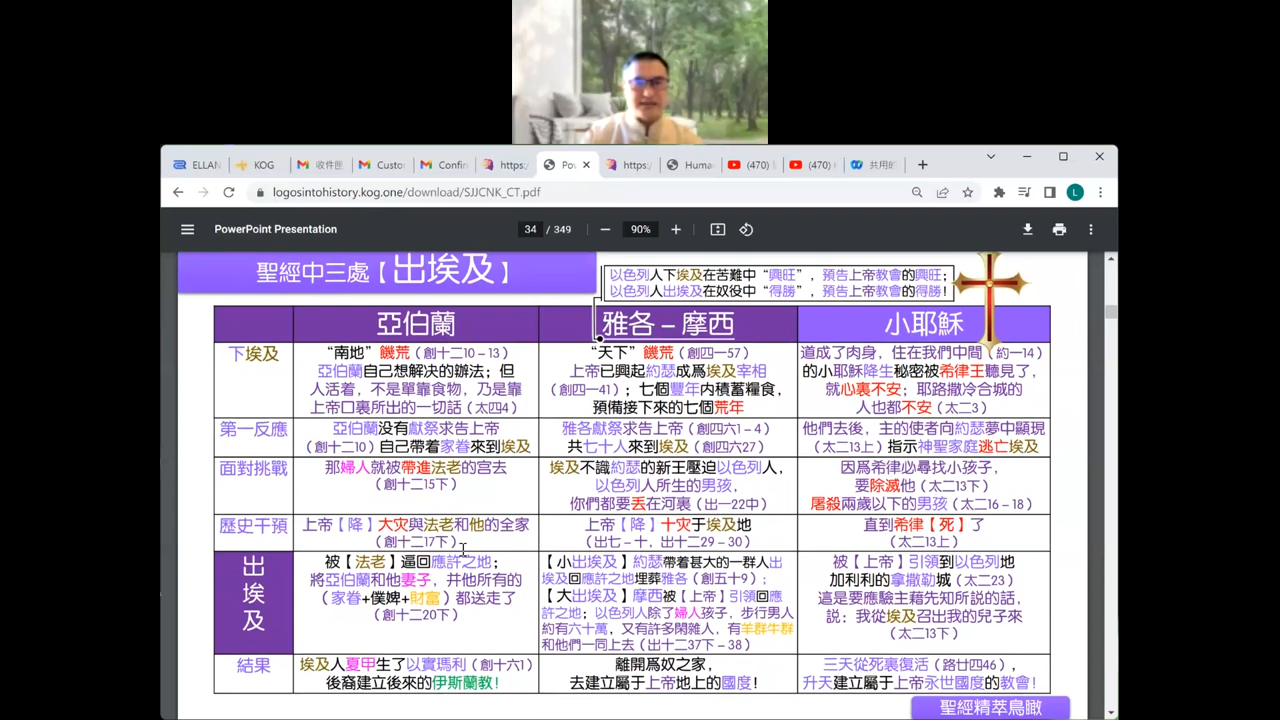 ELLAN
KOG
收件匣
Custo
Confir
https:/
Pow
https:/
Huma
(470)
(470)
共用的
logosintohistory.kog.one/download/SJJCNK_CT.pdf
L
PowerPoint Presentation
34 / 349
90%
聖經中三處【出埃及】
以色列人下埃及在苦難中“興旺”，預告上帝教會的興旺；
以色列人出埃及在奴役中“得勝”，預告上帝教會的得勝！
亞伯蘭
雅各–摩西
小耶穌
下埃及
“南地”饑荒（創十二10–13）
亞伯蘭自己想解决的辦法；但
人活着，不是單靠食物，乃是靠
上帝口裏所出的一切話（太四4）
“天下”饑荒（創四一57）
上帝已興起約瑟成爲埃及宰相
（創四一41）；七個豐年内積蓄糧食，
預備接下來的七個荒年
道成了肉身，住在我們中間（約一14）
的小耶穌降生秘密被希律王聽見了，
就心裏不安；耶路撒冷合城的
人也都不安（太二3）
第一反應
亞伯蘭没有獻祭求告上帝
（創十二10）自己帶着家眷來到埃及
雅各獻祭求告上帝（創四六1–4）
共七十人來到埃及（創四六27）
他們去後，主的使者向約瑟夢中顯現
（太二13上）指示神聖家庭逃亡埃及
面對挑戰
那婦人就被帶進法老的宫去
（創十二15下）
埃及不識約瑟的新王壓迫以色列人，
以色列人所生的男孩，
你們都要丟在河裏（出一22中）
因爲希律必尋找小孩子，
要除滅他（太二13下）
屠殺兩歲以下的男孩（太二16–18）
歷史干預
上帝【降】大灾與法老和他的全家
（創十二17下）
上帝【降】十灾于埃及地
（出七–十，出十二29–30）
直到希律【死】了
（太二13上）
出埃及
被【法老】逼回應許之地；
將亞伯蘭和他妻子，并他所有的
（家眷+僕婢+財富）都送走了
（創十二20下）
【小出埃及】約瑟帶着甚大的一群人出
埃及回應許之地埋葬雅各（創五十9）；
【大出埃及】摩西被【上帝】引領回應
許之地；以色列人除了婦人孩子，步行男人
約有六十萬，又有許多閑雜人，有羊群牛群
和他們一同上去（出十二37下–38）
被【上帝】引領到以色列地
加利利的拿撒勒城（太二23）
這是要應驗主藉先知所說的話，
説：我從埃及召出我的兒子來
（太二13下）
結果
埃及人夏甲生了以實瑪利（創十六1）
後裔建立後來的伊斯蘭教！
離開爲奴之家，
去建立屬于上帝地上的國度！
三天從死裏復活（路廿四46），
升天建立屬于上帝永世國度的教會！
聖經精萃鳥瞰